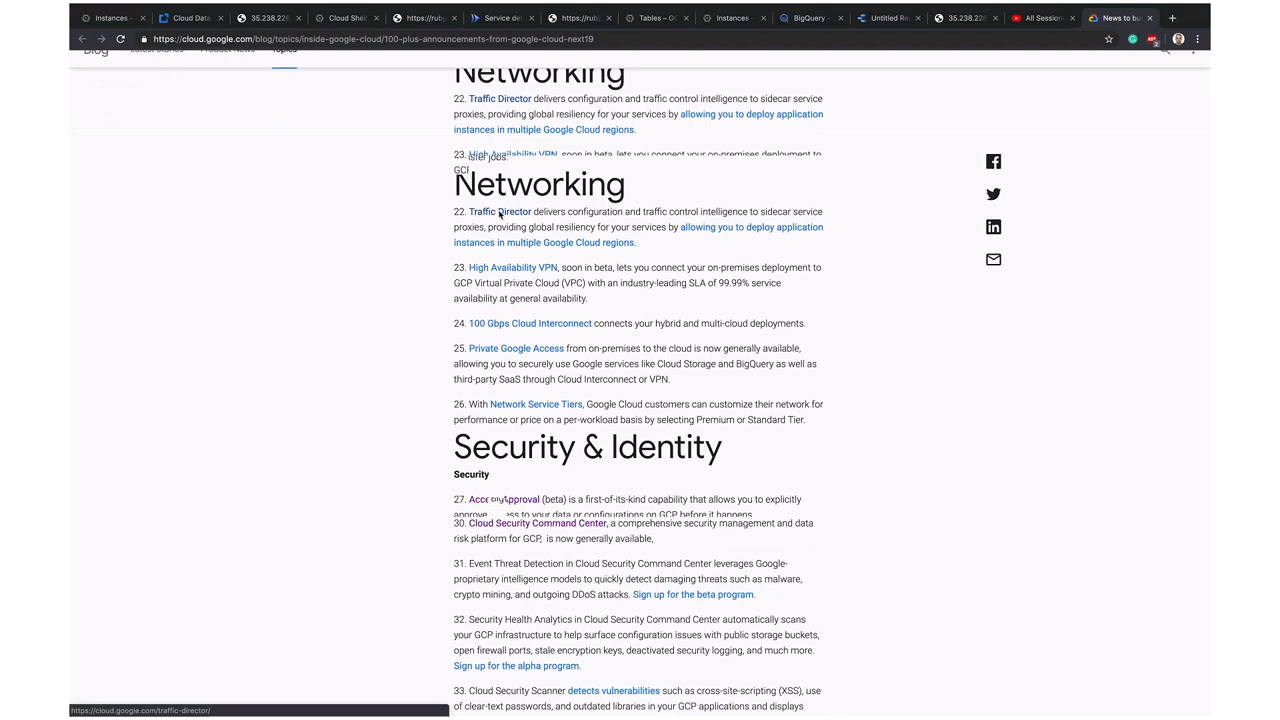 Instances -
Cloud Data
35.238.226
Cloud Shel
https://ruby
Service de
https://ruby
Tables – G
Instances –
BigQuery –
Untitled Re
35.238.226
All Session
News to bu
https://cloud.google.com/blog/topics/inside-google-cloud/100-plus-announcements-from-google-cloud-next19
Blog Latest Stories Product News Topics
Networking
22. Traffic Director delivers configuration and traffic control intelligence to sidecar service
proxies, providing global resiliency for your services by allowing you to deploy application
instances in multiple Google Cloud regions.
23. High Availability VPN, soon in beta, lets you connect your on-premises deployment to
jobs.
Networking
22. Traffic Director delivers configuration and traffic control intelligence to sidecar service
proxies, providing global resiliency for your services by allowing you to deploy application
instances in multiple Google Cloud regions.
23. High Availability VPN, soon in beta, lets you connect your on-premises deployment to
GCP Virtual Private Cloud (VPC) with an industry-leading SLA of 99.99% service
availability at general availability.
24. 100 Gbps Cloud Interconnect connects your hybrid and multi-cloud deployments.
25. Private Google Access from on-premises to the cloud is now generally available,
allowing you to securely use Google services like Cloud Storage and BigQuery as well as
third-party SaaS through Cloud Interconnect or VPN.
26. With Network Service Tiers, Google Cloud customers can customize their network for
performance or price on a per-workload basis by selecting Premium or Standard Tier.
Security & Identity
Security
27. Approval (beta) is a first-of-its-kind capability that allows you to explicitly
approve to your data or configurations on GCP before it happens
30. Cloud Security Command Center, a comprehensive security management and data
risk platform for GCP, is now generally available,
31. Event Threat Detection in Cloud Security Command Center leverages Google-
proprietary intelligence models to quickly detect damaging threats such as malware,
crypto mining, and outgoing DDoS attacks. Sign up for the beta program.
32. Security Health Analytics in Cloud Security Command Center automatically scans
your GCP infrastructure to help surface configuration issues with public storage buckets,
open firewall ports, stale encryption keys, deactivated security logging, and much more.
Sign up for the alpha program.
33. Cloud Security Scanner detects vulnerabilities such as cross-site-scripting (XSS), use
of clear-text passwords, and outdated libraries in your GCP applications and displays
https://cloud.google.com/traffic-director/